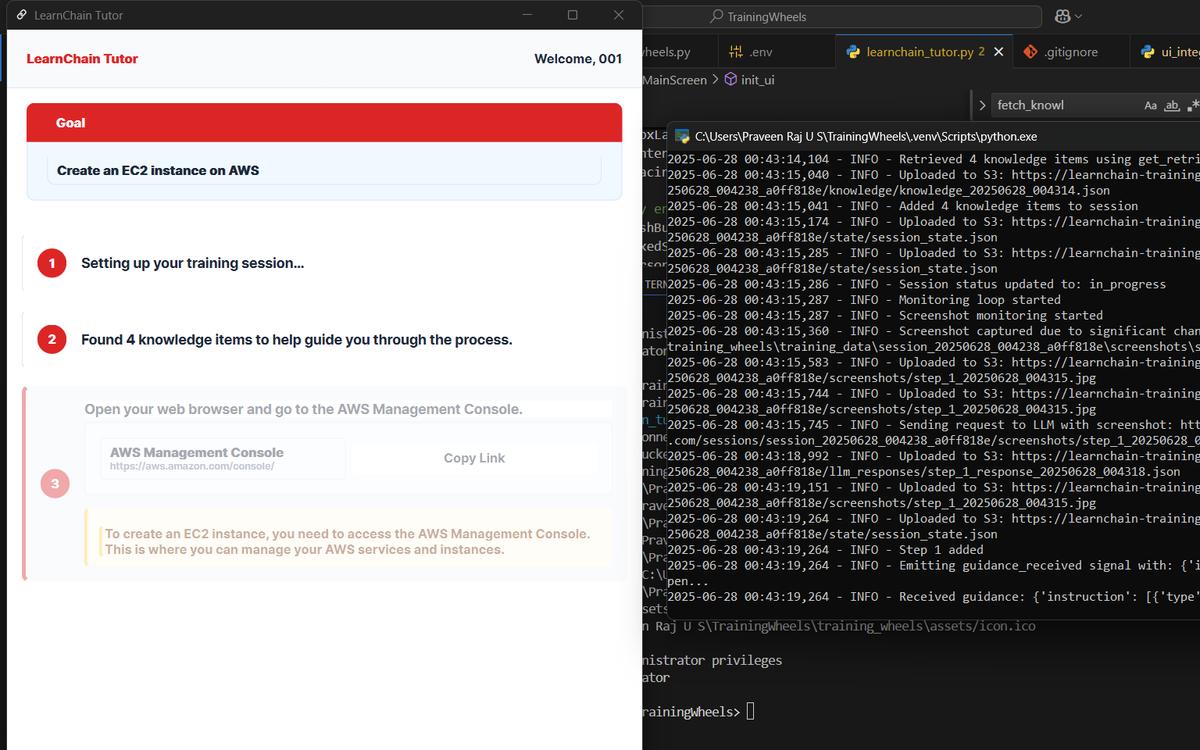 LearnChain Tutor
LearnChain Tutor
Welcome, 001
Goal
Create an EC2 instance on AWS
1
Setting up your training session...
2
Found 4 knowledge items to help guide you through the process.
3
Open your web browser and go to the AWS Management Console.
AWS Management Console
https://aws.amazon.com/console/
Copy Link
To create an EC2 instance, you need to access the AWS Management Console.
This is where you can manage your AWS services and instances.
TrainingWheels
wheels.py
.env
learnchain_tutor.py 2
.gitignore
ui_integ
MainScreen > init_ui
fetch_knowl
Aa ab
C:\Users\Praveen Raj U S\TrainingWheels\.venv\Scripts\python.exe
2025-06-28 00:43:14,104 - INFO - Retrieved 4 knowledge items using get_retri
2025-06-28 00:43:15,040 - INFO - Uploaded to S3: https://learnchain-training
250628_004238_a0ff818e/knowledge/knowledge_20250628_004314.json
2025-06-28 00:43:15,041 - INFO - Added 4 knowledge items to session
2025-06-28 00:43:15,174 - INFO - Uploaded to S3: https://learnchain-training
250628_004238_a0ff818e/state/session_state.json
2025-06-28 00:43:15,285 - INFO - Uploaded to S3: https://learnchain-training
250628_004238_a0ff818e/state/session_state.json
2025-06-28 00:43:15,286 - INFO - Session status updated to: in_progress
2025-06-28 00:43:15,287 - INFO - Monitoring loop started
2025-06-28 00:43:15,287 - INFO - Screenshot monitoring started
2025-06-28 00:43:15,360 - INFO - Screenshot captured due to significant chan
training_wheels\training_data\session_20250628_004238_a0ff818e\screenshots\s
2025-06-28 00:43:15,583 - INFO - Uploaded to S3: https://learnchain-training
250628_004238_a0ff818e/screenshots/step_1_20250628_004315.jpg
2025-06-28 00:43:15,744 - INFO - Uploaded to S3: https://learnchain-training
250628_004238_a0ff818e/screenshots/step_1_20250628_004315.jpg
2025-06-28 00:43:15,745 - INFO - Sending request to LLM with screenshot: htt
.com/sessions/session_20250628_004238_a0ff818e/screenshots/step_1_20250628_0
2025-06-28 00:43:18,992 - INFO - Uploaded to S3: https://learnchain-training
250628_004238_a0ff818e/llm_responses/step_1_response_20250628_004318.json
2025-06-28 00:43:19,151 - INFO - Uploaded to S3: https://learnchain-training
250628_004238_a0ff818e/screenshots/step_1_20250628_004315.jpg
2025-06-28 00:43:19,264 - INFO - Uploaded to S3: https://learnchain-training
250628_004238_a0ff818e/state/session_state.json
2025-06-28 00:43:19,264 - INFO - Step 1 added
2025-06-28 00:43:19,264 - INFO - Emitting guidance_received signal with: {'i
pen...
2025-06-28 00:43:19,264 - INFO - Received guidance: {'instruction': [{'type'
n Raj U S\TrainingWheels\training_wheels\assets/icon.ico
nistrator privileges
ator
rainingWheels>